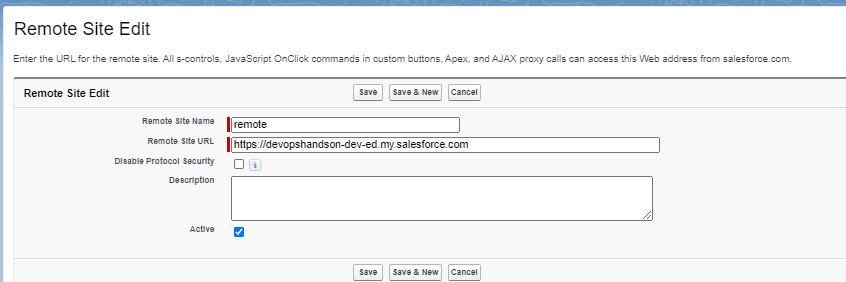 Remote Site Edit
Enter the URL for the remote site. All s-controls, JavaScript OnClick commands in custom buttons, Apex, and AJAX proxy calls can access this Web address from salesforce.com.
Remote Site Edit Save Save & New Cancel
Remote Site Name remote
Remote Site URL https://devopshandson-dev-ed.my.salesforce.com
Disable Protocol Security i
Description
Active
Save Save & New Cancel